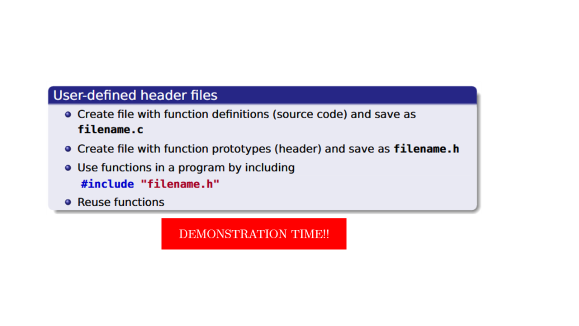 User-defined header files
Create file with function definitions (source code) and save as
filename.c
Create file with function prototypes (header) and save as filename.h
Use functions in a program by including
#include "filename.h"
Reuse functions
DEMONSTRATION TIME!!